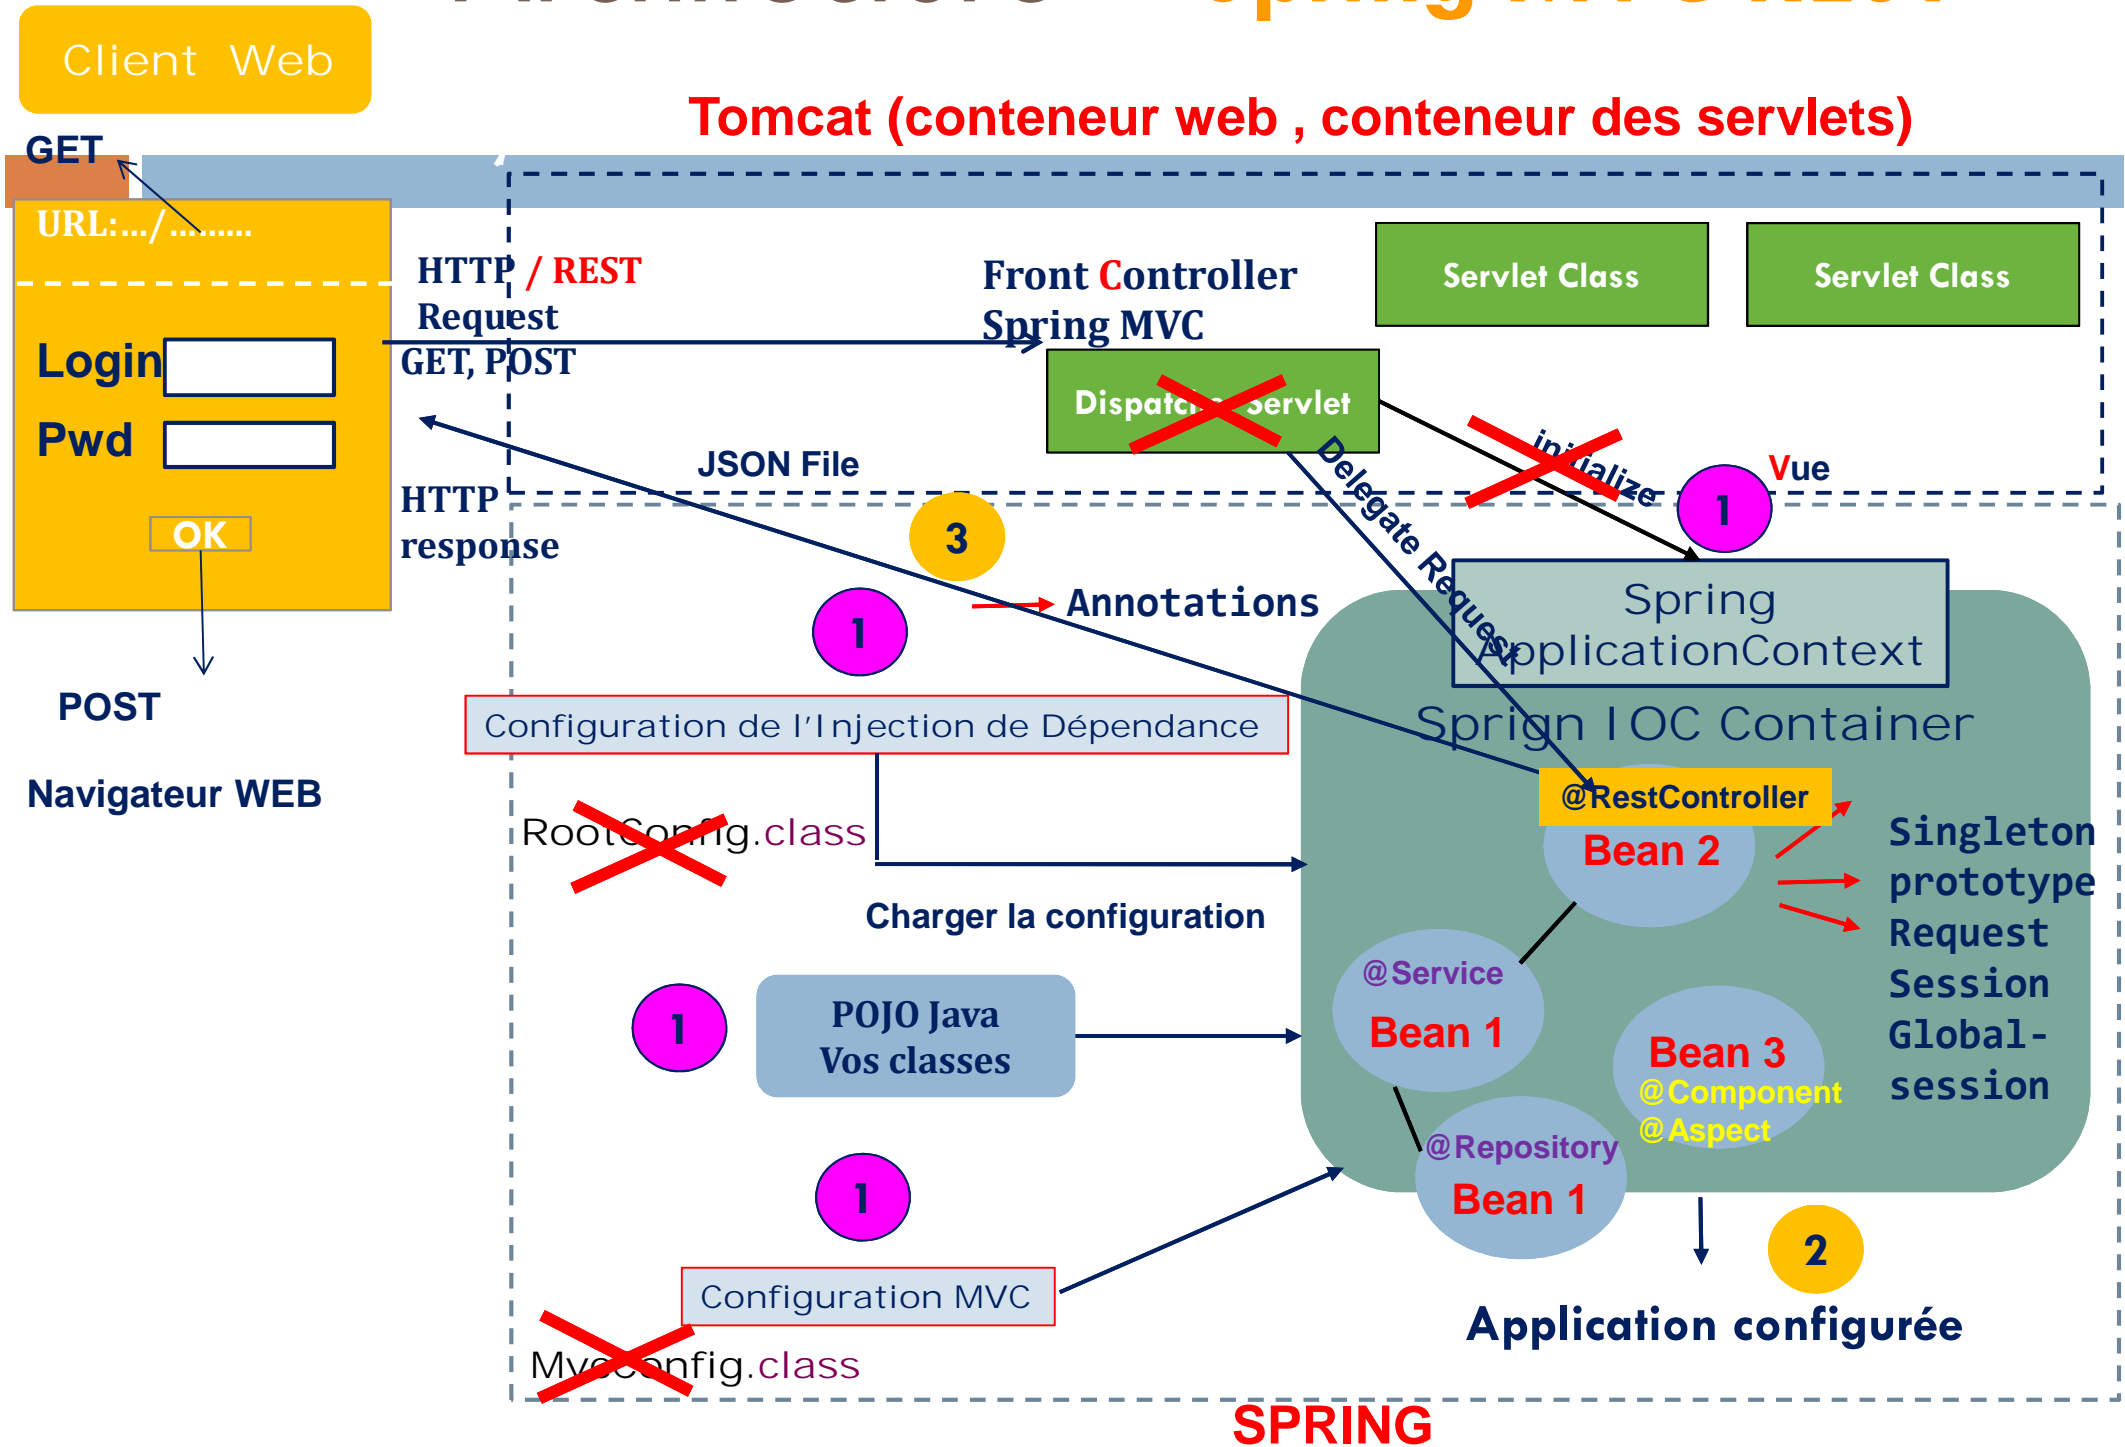 Client Web
Tomcat (conteneur web , conteneur des servlets)
GET
URL:.../.........
HTTP / REST
Request
GET, POST
Front Controller
Spring MVC
Servlet Class
Servlet Class
Login
Pwd
OK
Dispatcher Servlet
initialize
Delegate Request
Vue
1
JSON File
HTTP
response
3
1
Annotations
Spring
ApplicationContext
POST
Navigateur WEB
Configuration de l'Injection de Dépendance
Sprign IOC Container
RootConfig.class
@RestController
Bean 2
Singleton
prototype
Request
Session
Global-
session
Charger la configuration
@Service
Bean 1
1
POJO Java
Vos classes
Bean 3
@Component
@Aspect
@Repository
Bean 1
1
Configuration MVC
MvcConfig.class
2
Application configurée
SPRING